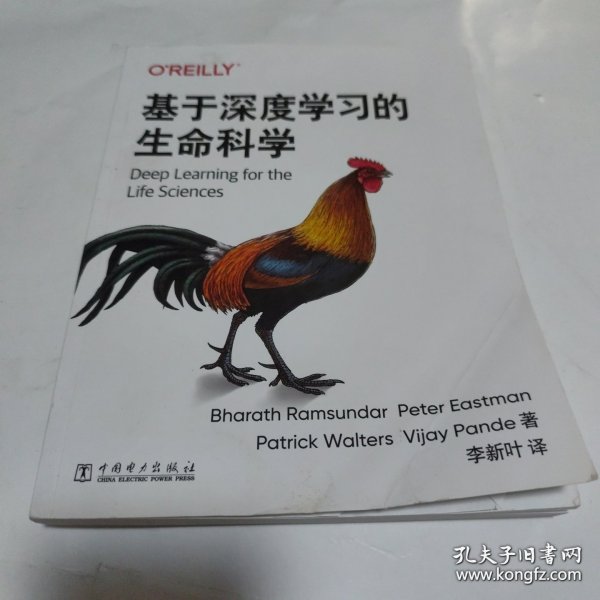 O'REILLY
基于深度学习的
生命科学
Deep Learning for the
Life Sciences
Bharath Ramsundar Peter Eastman
Patrick Walters Vijay Pande 著
李新叶 译
中国电力出版社
CHINA ELECTRIC POWER PRESS
孔夫子旧書网
www.kongfz.com